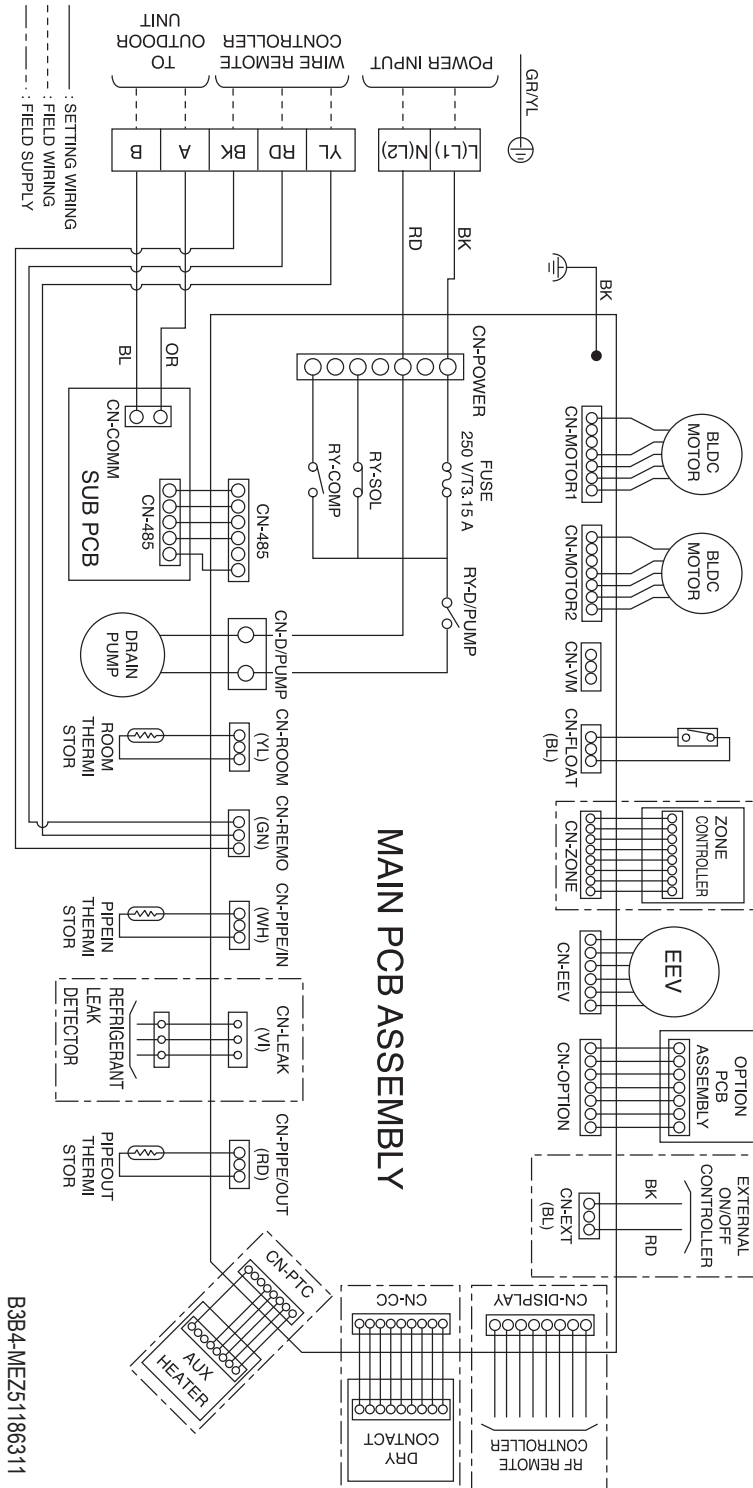 TO
OUTDOOR
UNIT
WIRE REMOTE
CONTROLLER
POWER INPUT
GR/YL
B
A
BK
RD
YL
N(L2)
L(L1)
: SETTING WIRING
: FIELD WIRING
: FIELD SUPPLY
RD
BK
BK
BL
OR
CN-POWER
FUSE
250 V/T3.15 A
RY-SOL
RY-COMP
RY-D/PUMP
CN-COMM
SUB PCB
CN-485
CN-485
CN-D/PUMP
DRAIN
PUMP
CN-ROOM
(YL)
ROOM
THERMI
STOR
CN-REMO
(GN)
CN-PIPE/IN
(WH)
PIPEIN
THERMI
STOR
CN-LEAK
(VI)
REFRIGERANT
LEAK
DETECTOR
CN-PIPE/OUT
(RD)
PIPEOUT
THERMI
STOR
MAIN PCB ASSEMBLY
BLDC
MOTOR
CN-MOTOR1
BLDC
MOTOR
CN-MOTOR2
CN-VM
CN-FLOAT
(BL)
ZONE
CONTROLLER
CN-ZONE
EEV
CN-EEV
OPTION
PCB
ASSEMBLY
CN-OPTION
EXTERNAL
ON/OFF
CONTROLLER
BK
RD
CN-EXT
(BL)
CN-PTC
AUX
HEATER
CN-CC
DRY
CONTACT
CN-DISPLAY
RF REMOTE
CONTROLLER
B3B4-MEZ51186311